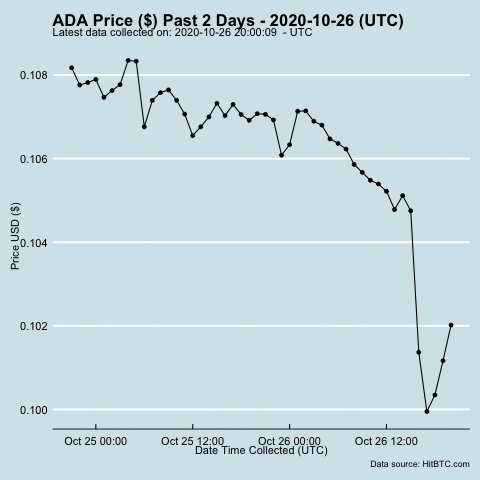 ADA Price ($) Past 2 Days - 2020-10-26 (UTC)
Latest data collected on: 2020-10-26 20:00:09  - UTC
0.108
0.106
0.104
0.102
0.100
Price USD ($)
Oct 25 00:00 Oct 25 12:00 Oct 26 00:00 Oct 26 12:00
Date Time Collected (UTC)
Data source: HitBTC.com